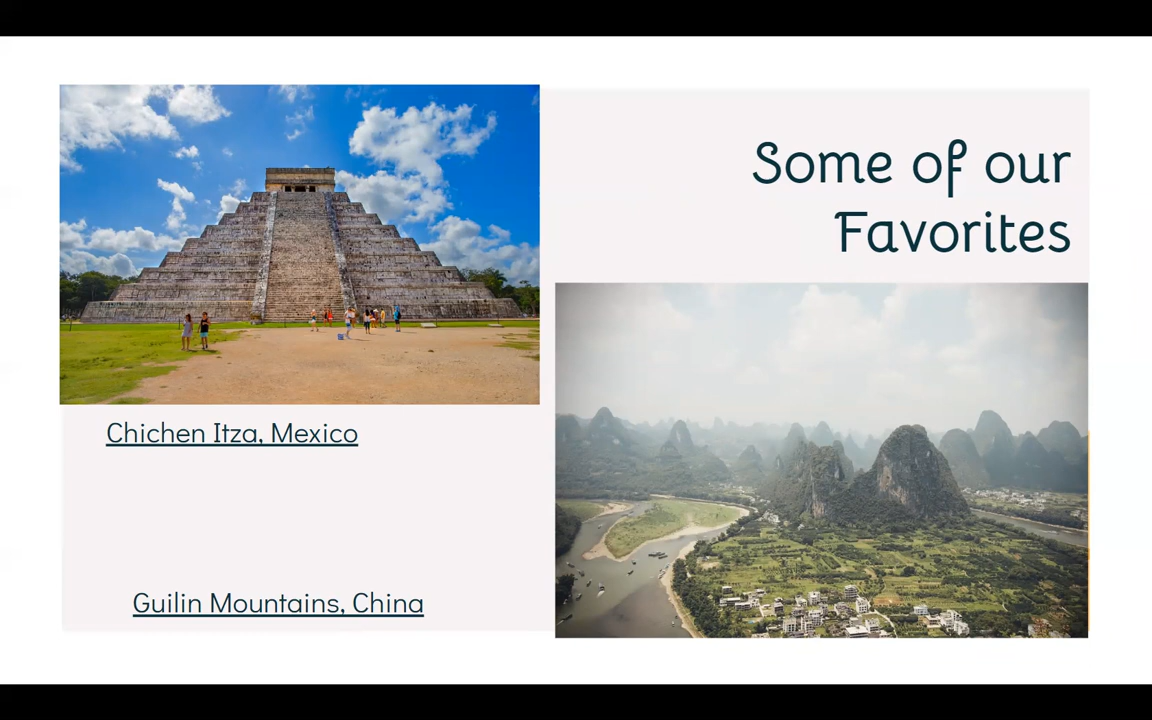 Some of our
Favorites
Chichen Itza, Mexico
Guilin Mountains, China